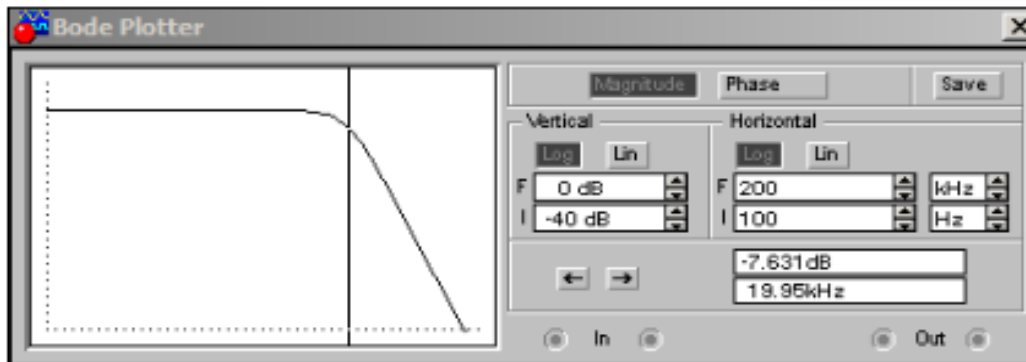 Bode Plotter
Magnitude Phase Save
Vertical Horizontal
Log Lin Log Lin
F 0 dB F 200 kHz
I -40 dB I 100 Hz
-7.631dB
19.95kHz
In Out